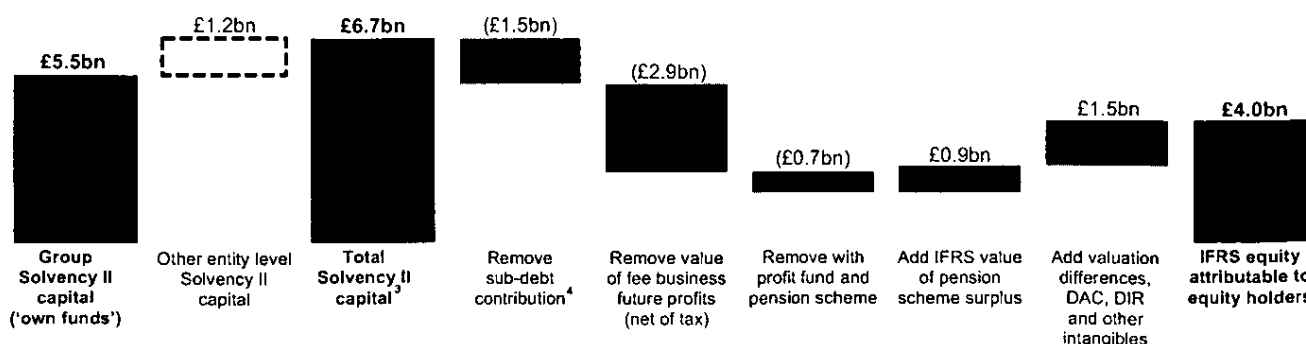 £5.5bn
£1.2bn
£6.7bn
(£1.5bn)
(£2.9bn)
(£0.7bn)
£0.9bn
£1.5bn
£4.0bn
Group
Solvency II
capital
('own funds')
Other entity level
Solvency II
capital
Total
Solvency II
capital³
Remove
sub-debt
contribution⁴
Remove value
of fee business
future profits
(net of tax)
Remove with
profit fund and
pension scheme
Add IFRS value
of pension
scheme surplus
Add valuation
differences,
DAC, DIR
and other
intangibles
IFRS equity
attributable to
equity holders